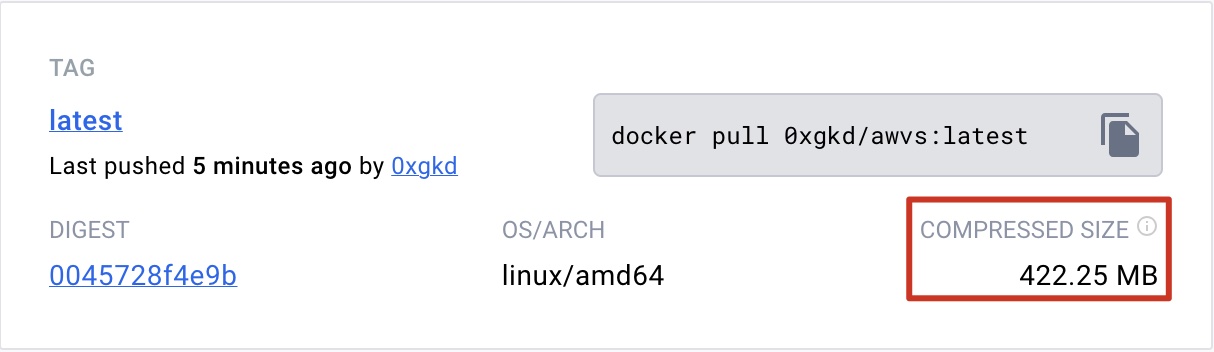 TAG
latest
docker pull 0xgkd/awvs:latest
Last pushed 5 minutes ago by 0xgkd
DIGEST
OS/ARCH
COMPRESSED SIZE
0045728f4e9b
linux/amd64
422.25 MB